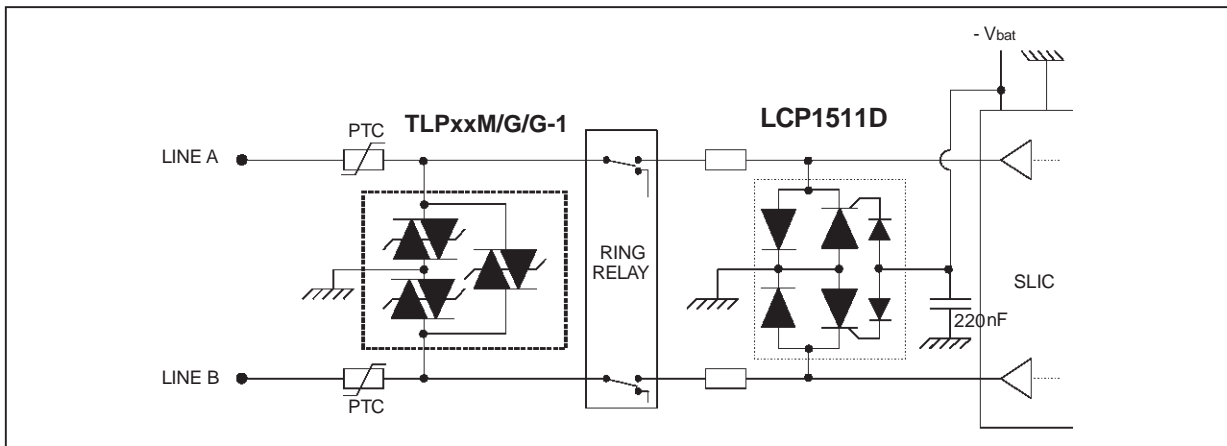 - Vbat
TLPxxM/G/G-1
LCP1511D
PTC
LINE A
RING
RELAY
SLIC
220nF
LINE B
PTC